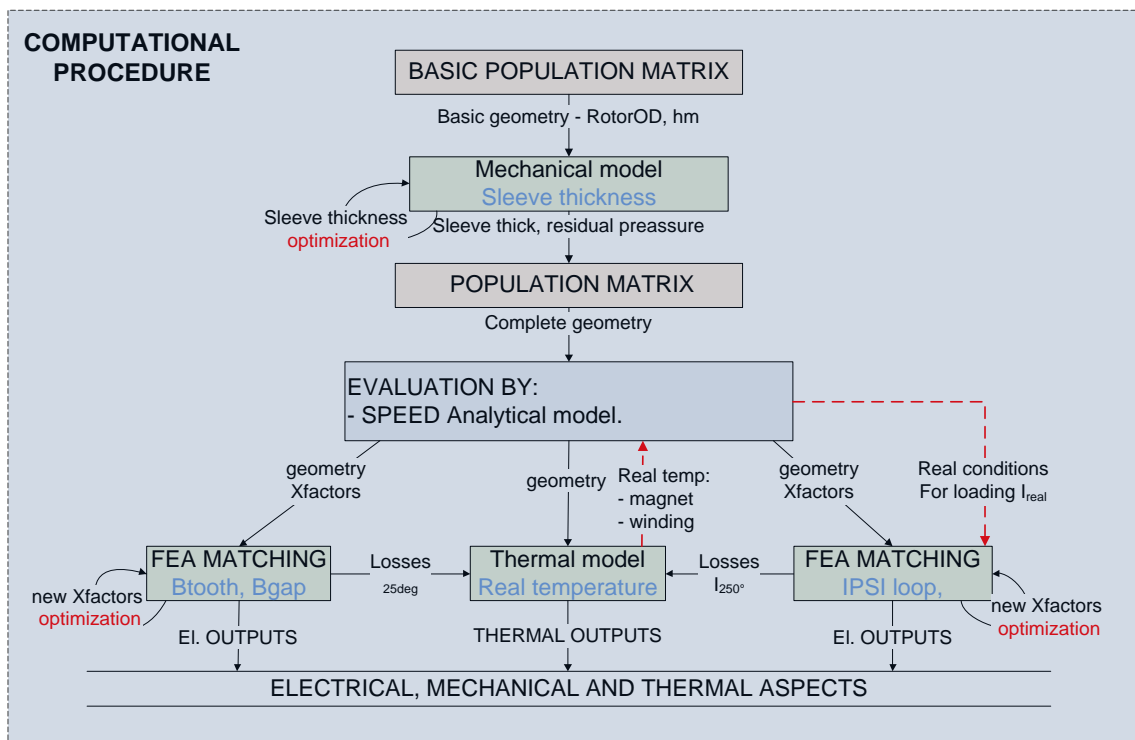 COMPUTATIONAL
PROCEDURE
BASIC POPULATION MATRIX
Basic geometry - RotorOD, hm
Mechanical model
Sleeve thickness
Sleeve thickness
optimization
Sleeve thick, residual preassure
POPULATION MATRIX
Complete geometry
EVALUATION BY:
- SPEED Analytical model.
geometry
Xfactors
geometry
Real temp:
- magnet
- winding
geometry
Xfactors
Real conditions
For loading Ireal
FEA MATCHING
Btooth, Bgap
Losses
25deg
Thermal model
Real temperature
Losses
I250°
FEA MATCHING
IPSI loop,
new Xfactors
optimization
new Xfactors
optimization
El. OUTPUTS
THERMAL OUTPUTS
El. OUTPUTS
ELECTRICAL, MECHANICAL AND THERMAL ASPECTS